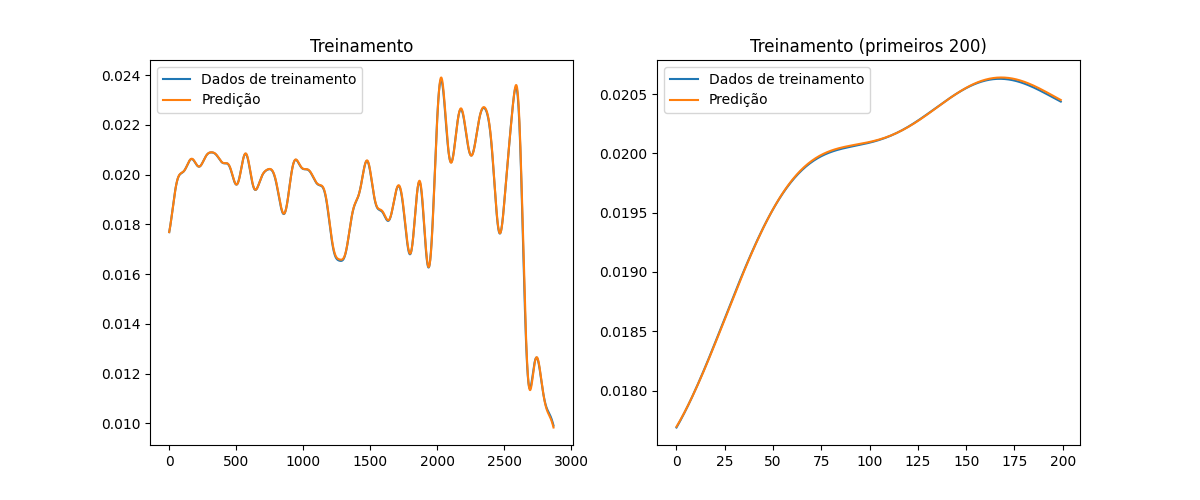 Treinamento
Dados de treinamento
Predição
0.024
0.022
0.020
0.018
0.016
0.014
0.012
0.010
0 500 1000 1500 2000 2500 3000
Treinamento (primeiros 200)
Dados de treinamento
Predição
0.0205
0.0200
0.0195
0.0190
0.0185
0.0180
0 25 50 75 100 125 150 175 200